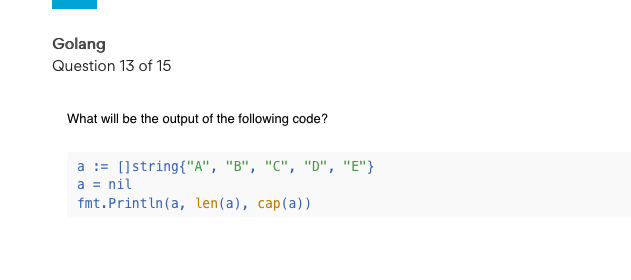 Golang
Question 13 of 15
What will be the output of the following code?
a := []string{"A", "B", "C", "D", "E"}
a = nil
fmt.Println(a, len(a), cap(a))